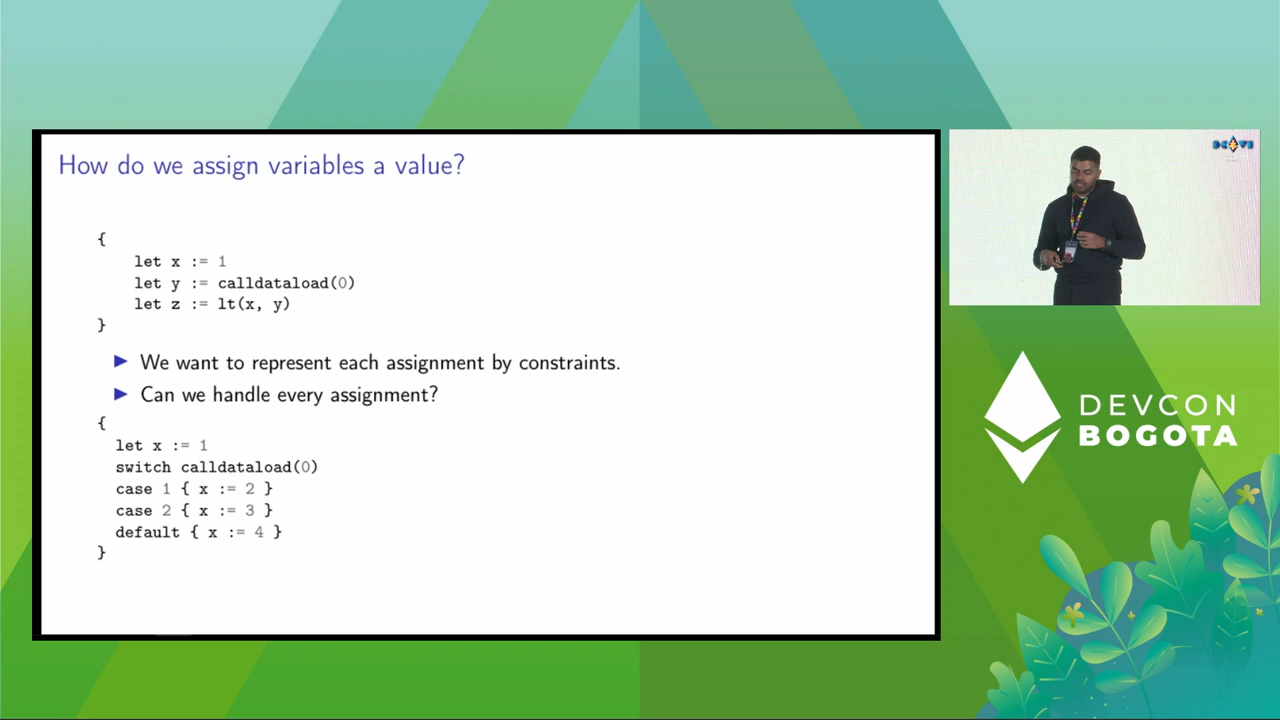 How do we assign variables a value?
{
let x := 1
let y := calldataload(0)
let z := lt(x, y)
}
▶ We want to represent each assignment by constraints.
▶ Can we handle every assignment?
{
let x := 1
switch calldataload(0)
case 1 { x := 2 }
case 2 { x := 3 }
default { x := 4 }
}
DEVCON
BOGOTA